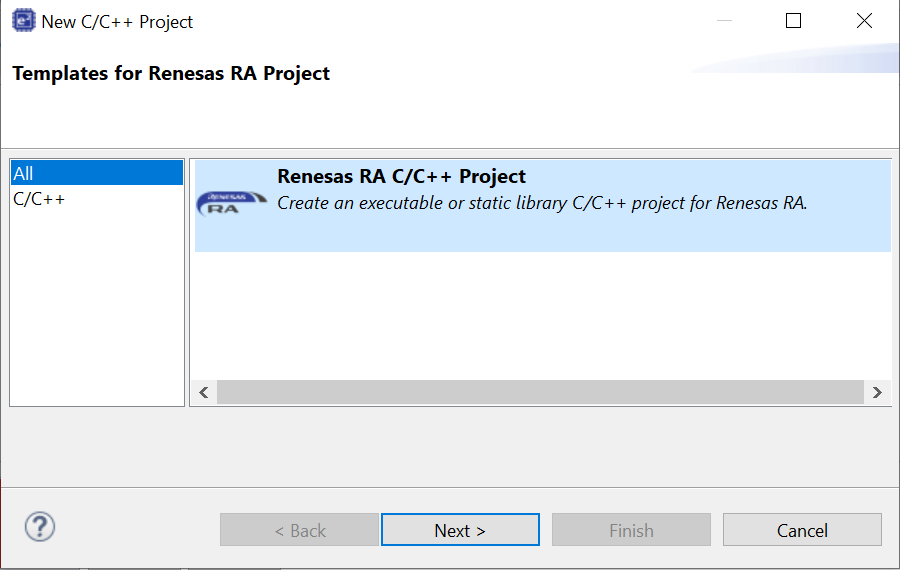 New C/C++ Project
Templates for Renesas RA Project
All
C/C++
RENESAS
RA
Renesas RA C/C++ Project
Create an executable or static library C/C++ project for Renesas RA.
?
< Back
Next >
Finish
Cancel